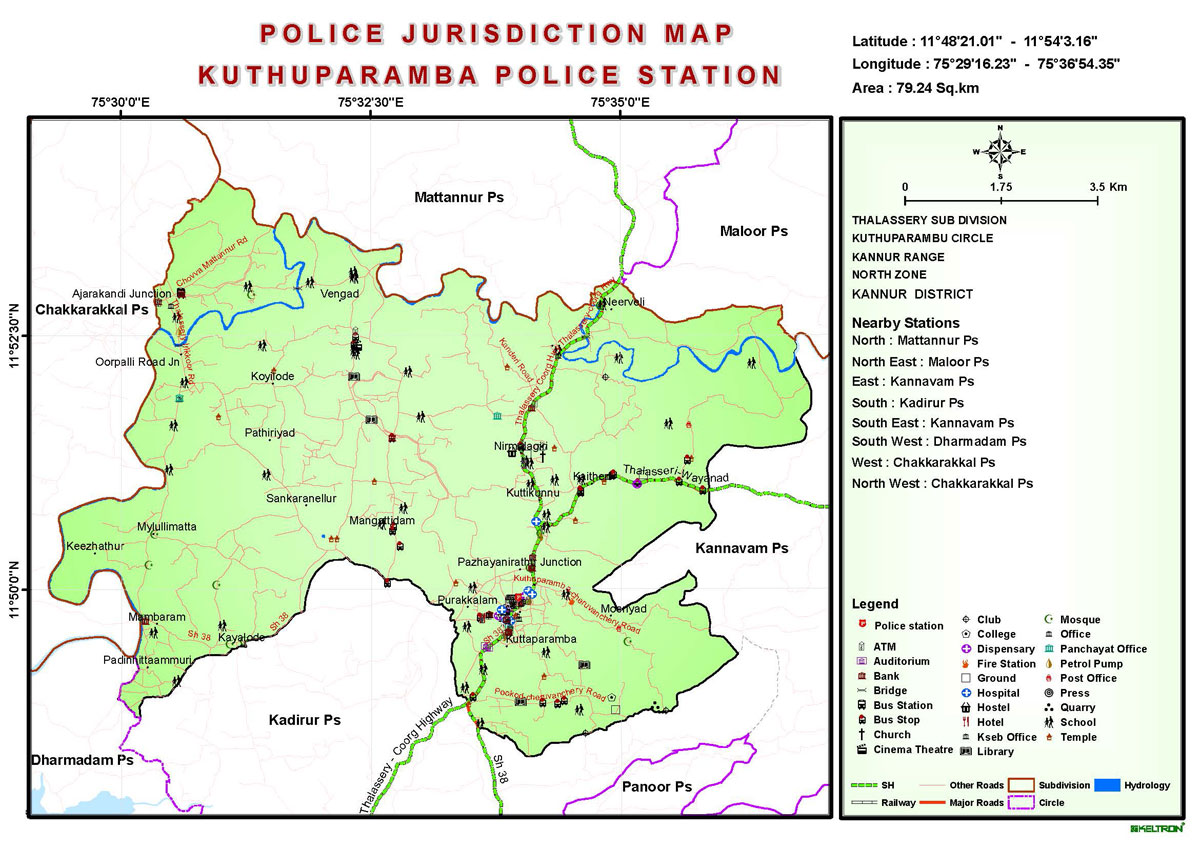 POLICE JURISDICTION MAP
KUTHUPARAMBA POLICE STATION
Latitude : 11°48'21.01" - 11°54'3.16"
Longitude : 75°29'16.23" - 75°36'54.35"
Area : 79.24 Sq.km
75°30'0"E
75°32'30"E
75°35'0"E
11°52'30"N
11°50'0"N
Mattannur Ps
Maloor Ps
Chovva Mattannur Rd
Ajarakandi Junction
Vengad
Chakkarakkal Ps
Neerveli
Thalassery Coorg Highway
Oorpalli Road Jn
Koyilode
Kanderi Road
Pathiriyad
Nirmalagiri
Kaitheri
Thalasseri-Wayanad
Kuttikunnu
Sankaranellur
Mangattidam
Mylullimatta
Keezhathur
Pazhayanirathu Junction
Kannavam Ps
Kuthuparamba-cheruvanchery Road
Purakkalam
Mooriyad
Mambaram
Sh 38
Kayalode
Sh 38
Sh 38
Kuttaparamba
Padinhittaammuri
Pookod-cheruvanchery Road
Kadirur Ps
Thalassery - Coorg Highway
Sh 38
Dharmadam Ps
Panoor Ps
N
W
E
S
0
1.75
3.5 Km
THALASSERY SUB DIVISION
KUTHUPARAMBU CIRCLE
KANNUR RANGE
NORTH ZONE
KANNUR DISTRICT
Nearby Stations
North : Mattannur Ps
North East : Maloor Ps
East : Kannavam Ps
South : Kadirur Ps
South East : Kannavam Ps
South West : Dharmadam Ps
West : Chakkarakkal Ps
North West : Chakkarakkal Ps
Legend
Police station
ATM
Auditorium
Bank
Bridge
Bus Station
Bus Stop
Church
Cinema Theatre
Club
College
Dispensary
Fire Station
Ground
Hospital
Hostel
Hotel
Kseb Office
Library
Mosque
Office
Panchayat Office
Petrol Pump
Post Office
Press
Quarry
School
Temple
SH
Other Roads
Subdivision
Hydrology
Railway
Major Roads
Circle
KELTRON